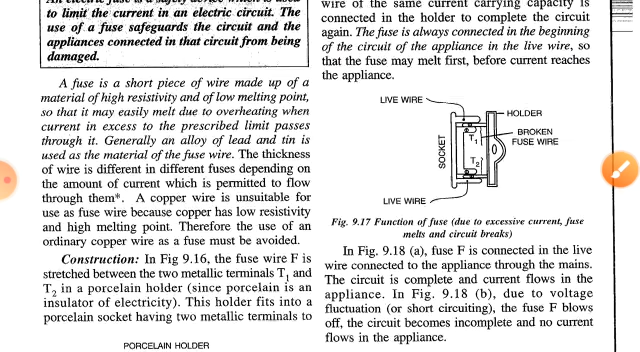 An electric fuse is a safety device which is used
to limit the current in an electric circuit. The
use of a fuse safeguards the circuit and the
appliances connected in that circuit from being
damaged.
A fuse is a short piece of wire made up of a
material of high resistivity and of low melting point,
so that it may easily melt due to overheating when
current in excess to the prescribed limit passes
through it. Generally an alloy of lead and tin is
used as the material of the fuse wire. The thickness
of wire is different in different fuses depending on
the amount of current which is permitted to flow
through them*. A copper wire is unsuitable for
use as fuse wire because copper has low resistivity
and high melting point. Therefore the use of an
ordinary copper wire as a fuse must be avoided.
Construction: In Fig 9.16, the fuse wire F is
stretched between the two metallic terminals T1 and
T2 in a porcelain holder (since porcelain is an
insulator of electricity). This holder fits into a
porcelain socket having two metallic terminals to
PORCELAIN HOLDER
wire of the same current carrying capacity is
connected in the holder to complete the circuit
again. The fuse is always connected in the beginning
of the circuit of the appliance in the live wire, so
that the fuse may melt first, before current reaches
the appliance.
LIVE WIRE
HOLDER
T1
BROKEN
FUSE WIRE
SOCKET
T2
LIVE WIRE
Fig. 9.17 Function of fuse (due to excessive current, fuse
melts and circuit breaks)
In Fig. 9.18 (a), fuse F is connected in the live
wire connected to the appliance through the mains.
The circuit is complete and current flows in the
appliance. In Fig. 9.18 (b), due to voltage
fluctuation (or short circuiting), the fuse F blows
off, the circuit becomes incomplete and no current
flows in the appliance.